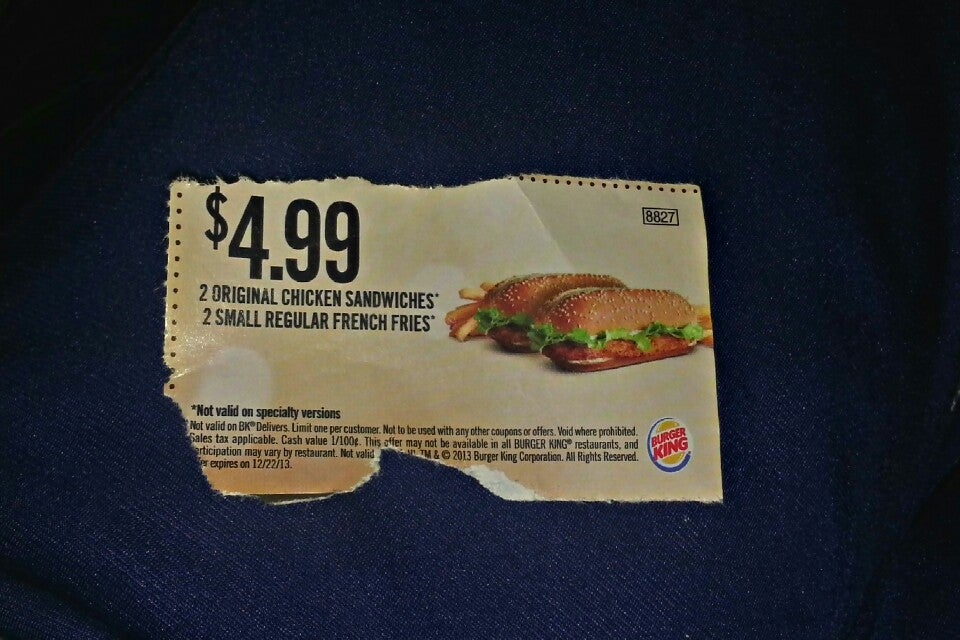 $4.99
8827
2 ORIGINAL CHICKEN SANDWICHES*
2 SMALL REGULAR FRENCH FRIES*
*Not valid on specialty versions
Not valid on BK® Delivers. Limit one per customer. Not to be used with any other coupons or offers. Void where prohibited.
Sales tax applicable. Cash value 1/100¢. This offer may not be available in all BURGER KING® restaurants, and
articipation may vary by restaurant. Not valid TM & © 2013 Burger King Corporation. All Rights Reserved.
er expires on 12/22/13.
BURGER
KING